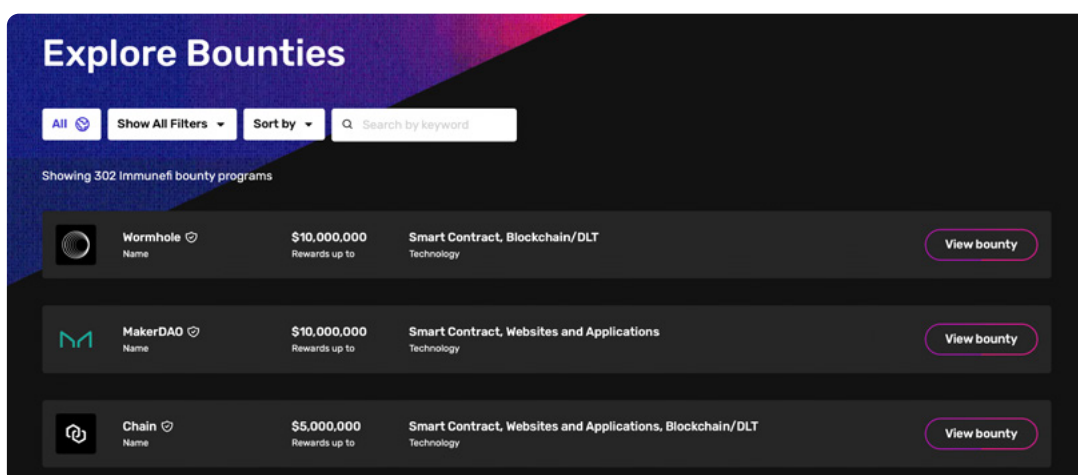 Explore Bounties
All Show All Filters Sort by Search by keyword
Showing 302 Immunefi bounty programs
Wormhole $10,000,000 Smart Contract, Blockchain/DLT View bounty
Name Rewards up to Technology
MakerDAO $10,000,000 Smart Contract, Websites and Applications View bounty
Name Rewards up to Technology
Chain $5,000,000 Smart Contract, Websites and Applications, Blockchain/DLT View bounty
Name Rewards up to Technology